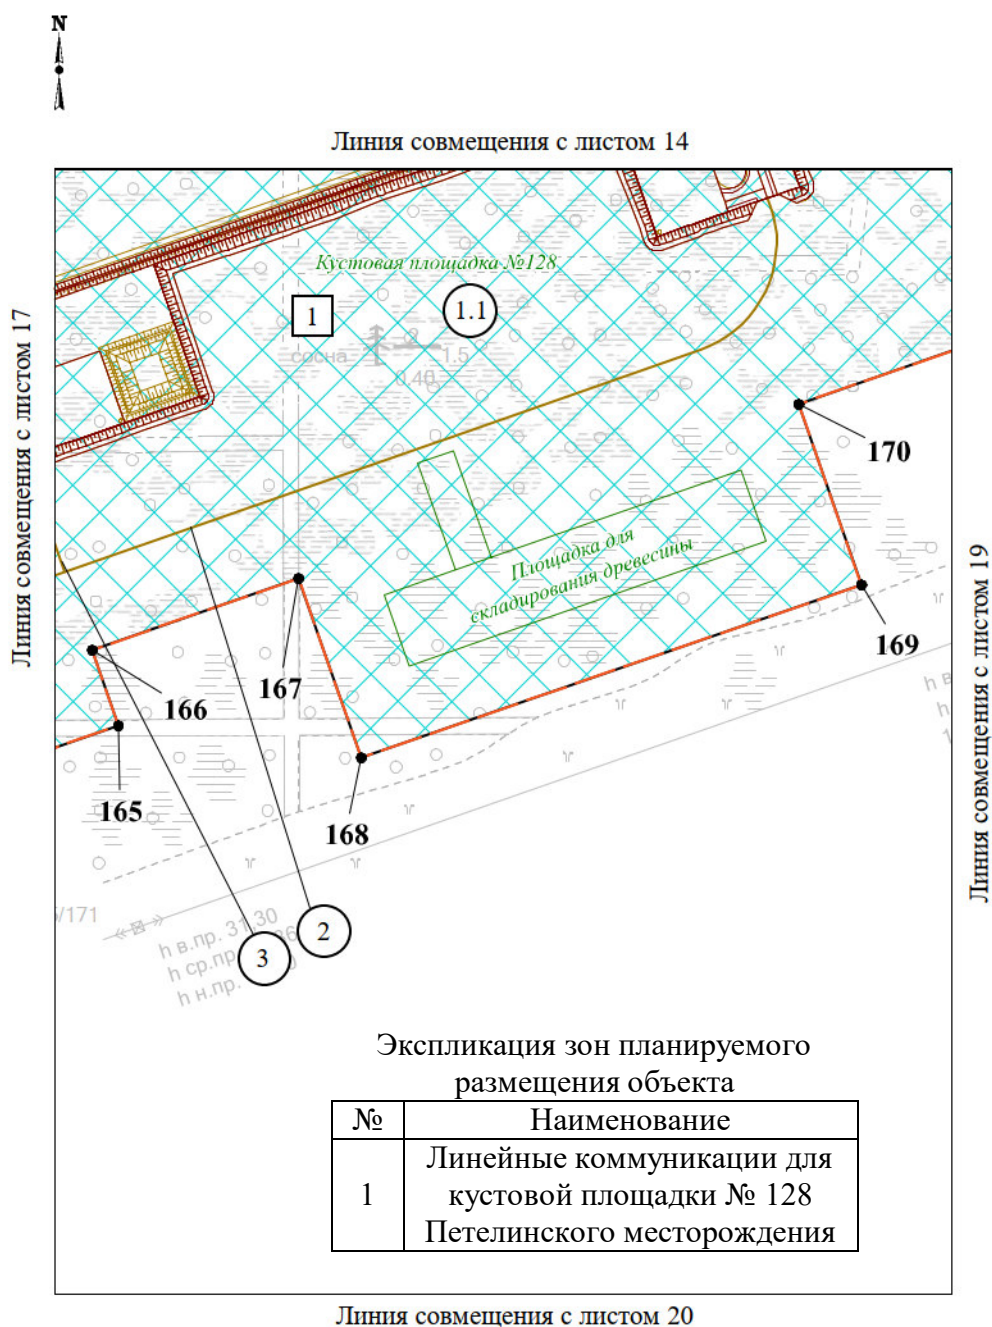 N
Линия совмещения с листом 14
Линия совмещения с листом 17
Кустовая площадка №128
1
1.1
сосна
2
1.5
0.40
170
Площадка для
складирования древесины
Линия совмещения с листом 19
169
167
166
165
168
h в
h
1
/171
h в.пр. 31,30
h ср.пр.
h н.пр.
2
3
Экспликация зон планируемого
размещения объекта
№ Наименование
1 Линейные коммуникации для
кустовой площадки № 128
Петелинского месторождения
Линия совмещения с листом 20